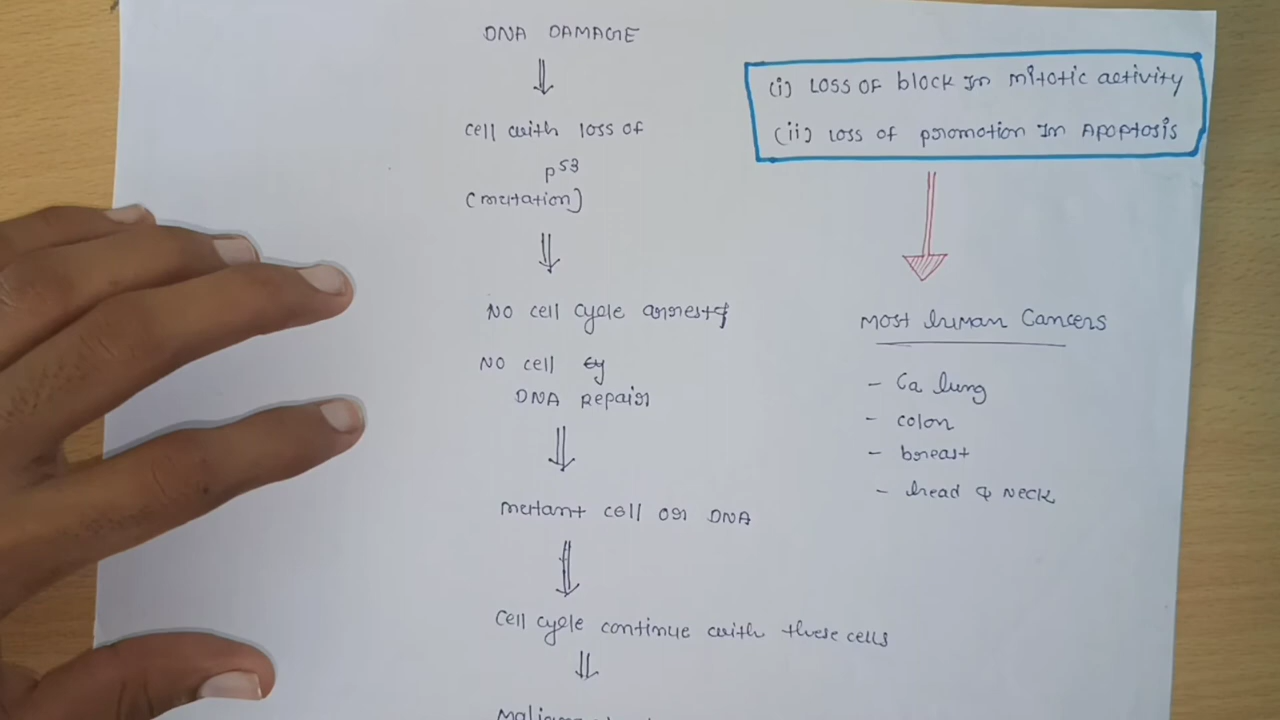 DNA DAMAGE
⇓
cell with loss of
p53
(mutation)
⇓
NO cell cycle arrest &
NO cell
DNA Repair
⇓
mutant cell or DNA
⇓
cell cycle continue with these cells
⇓
(i) LOSS OF block In mitotic activity
(ii) Loss of promotion In Apoptosis
Most human Cancers
- Ca lung
- colon
- breast
- head & NECK